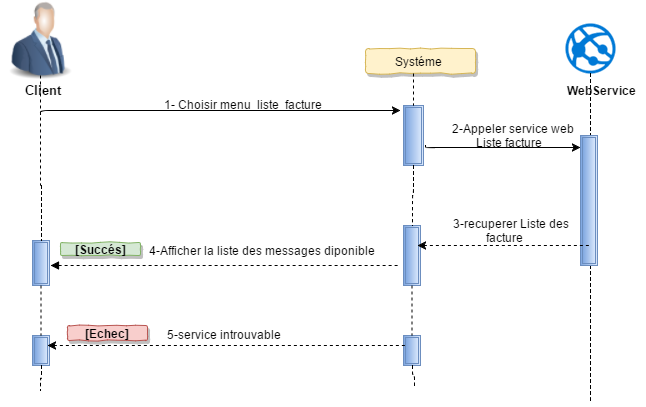 Système
Client
WebService
1- Choisir menu liste facture
2-Appeler service web
Liste facture
3-recuperer Liste des
facture
[Succés]
4-Afficher la liste des messages diponible
[Echec]
5-service introuvable